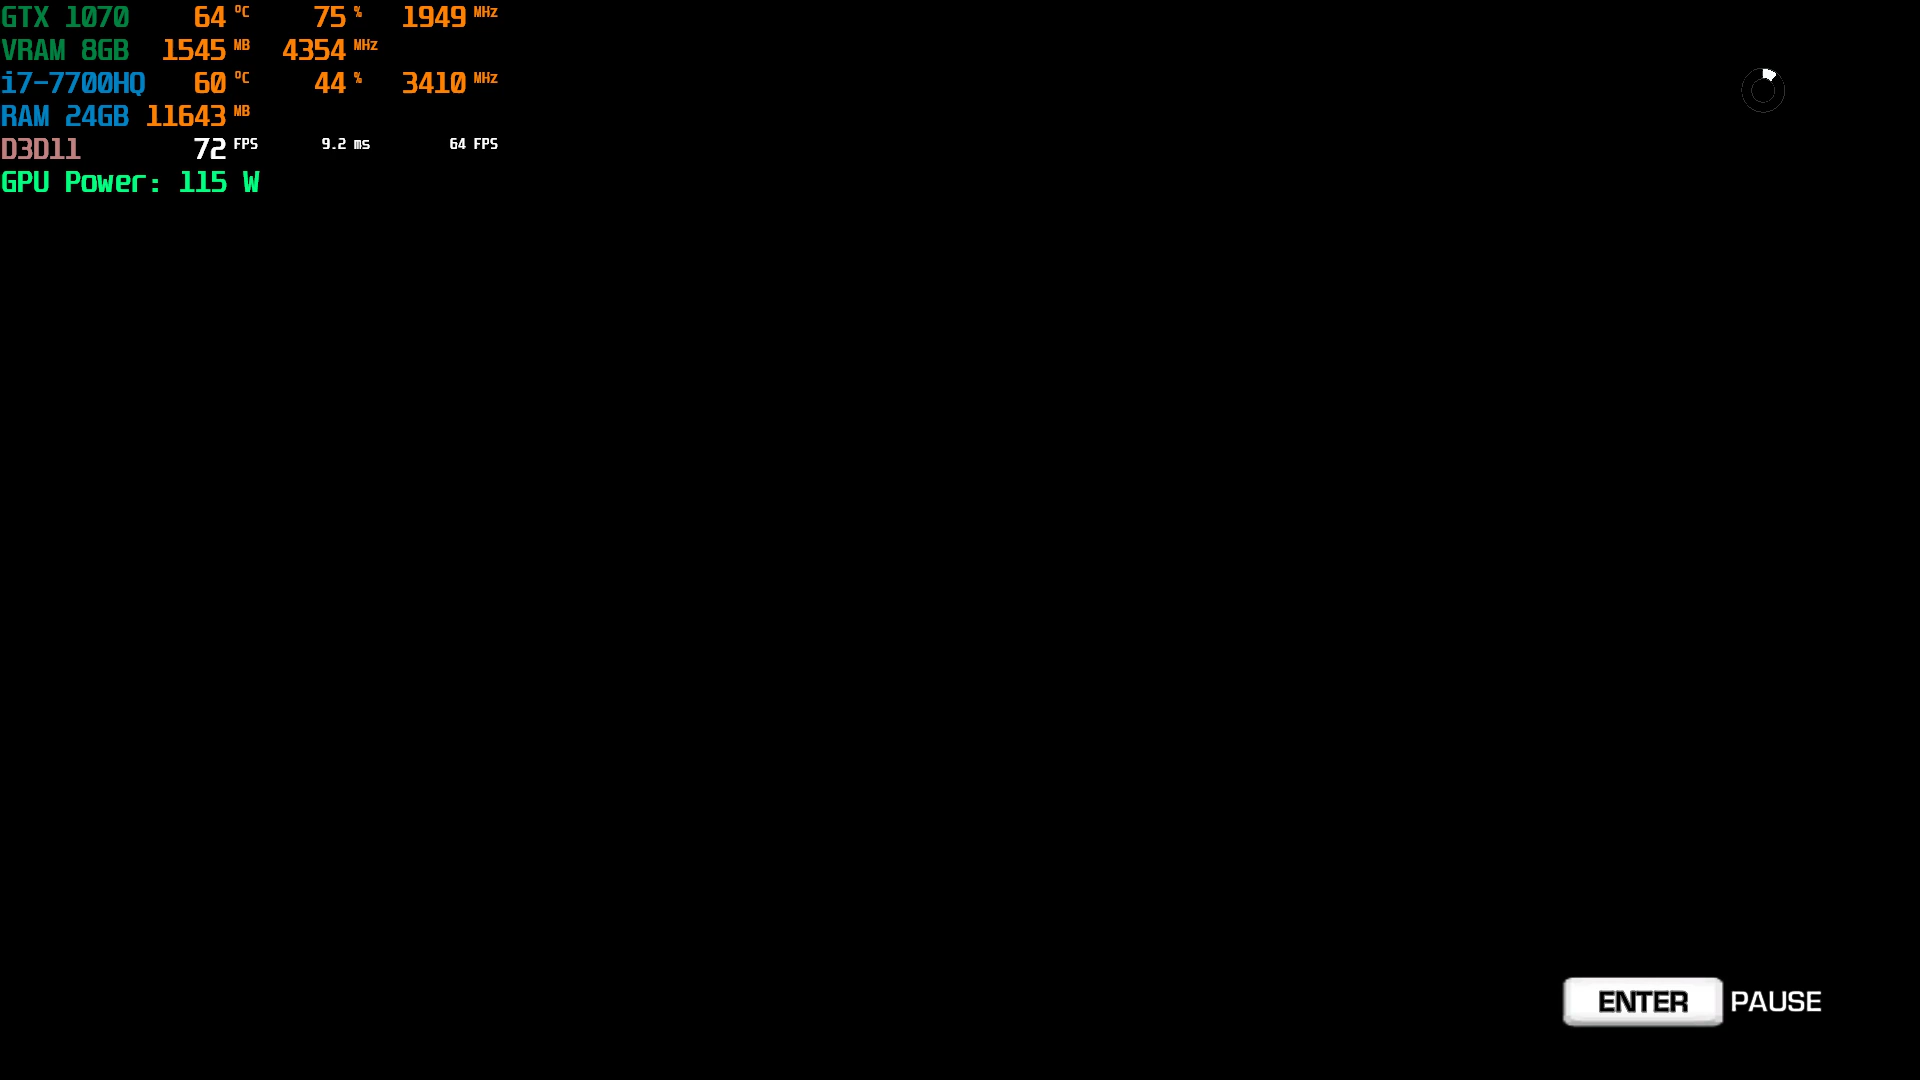 GTX 1070 64 °C 75 % 1949 MHz
VRAM 8GB 1545 MB 4354 MHz
i7-7700HQ 60 °C 44 % 3410 MHz
RAM 24GB 11643 MB
D3D11 72 FPS 9.2 ms 64 FPS
GPU Power: 115 W
ENTER PAUSE